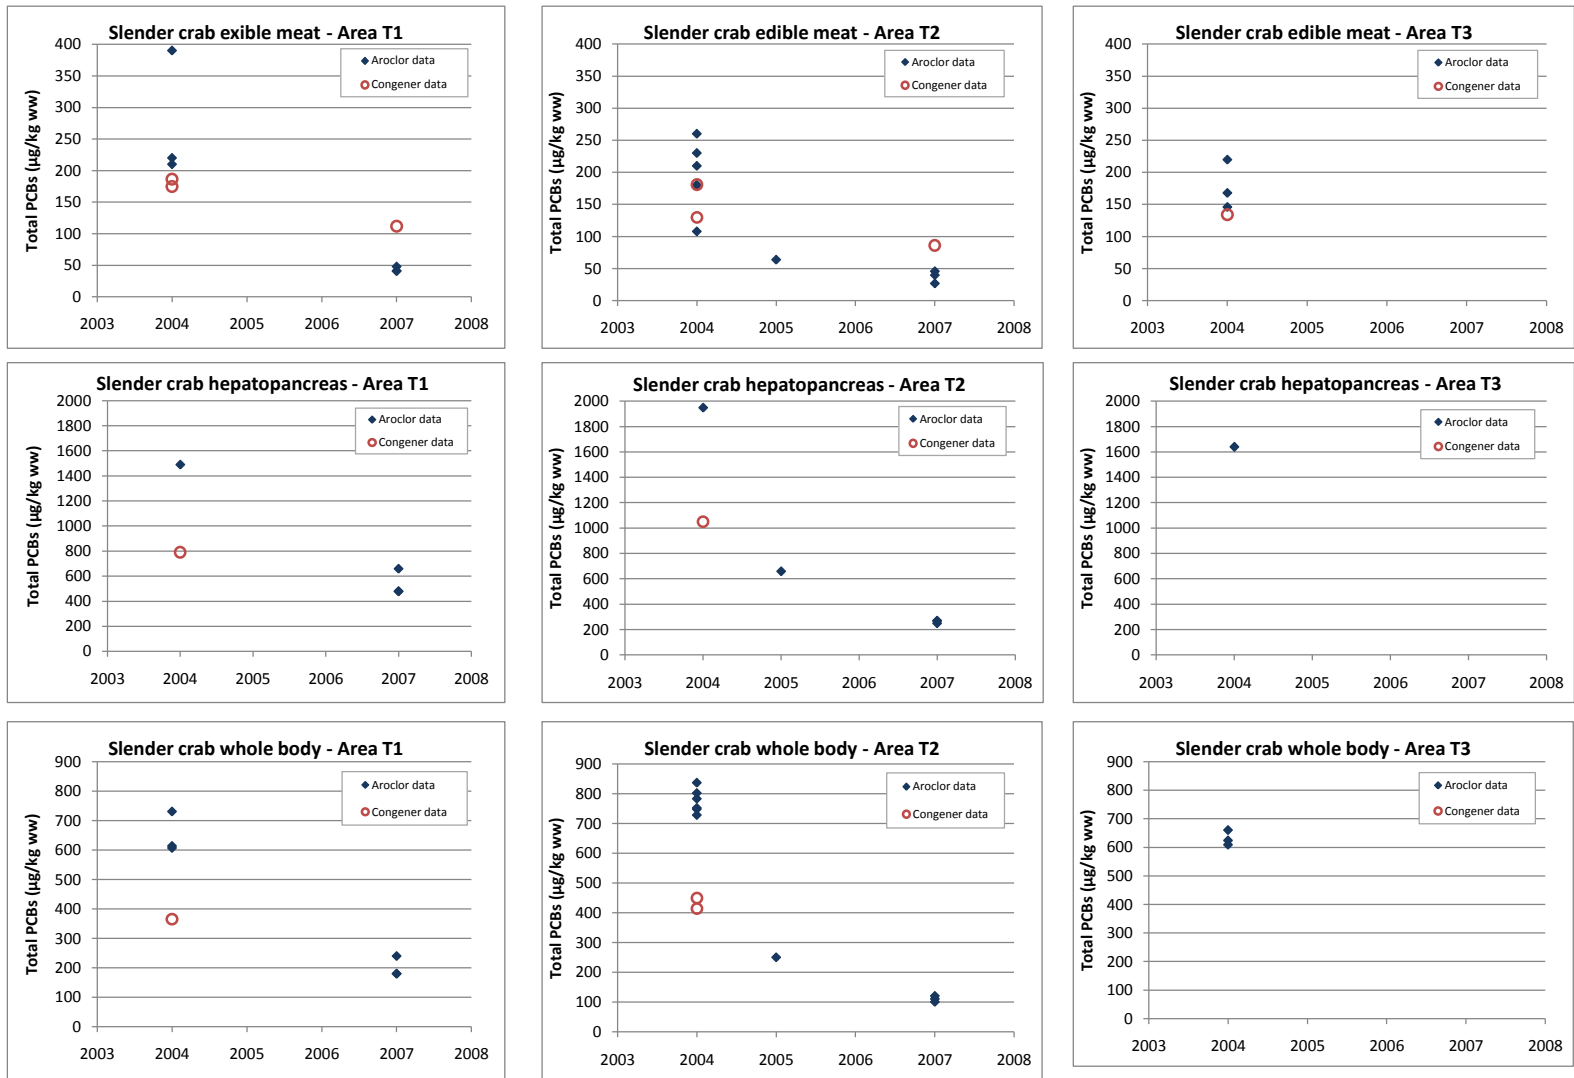 Slender crab exible meat - Area T1
Total PCBs (µg/kg ww)
400
350
300
250
200
150
100
50
0
Aroclor data
Congener data
2003 2004 2005 2006 2007 2008
Slender crab edible meat - Area T2
Total PCBs (µg/kg ww)
400
350
300
250
200
150
100
50
0
Aroclor data
Congener data
2003 2004 2005 2006 2007 2008
Slender crab edible meat - Area T3
Total PCBs (µg/kg ww)
400
350
300
250
200
150
100
50
0
Aroclor data
Congener data
2003 2004 2005 2006 2007 2008
Slender crab hepatopancreas - Area T1
Total PCBs (µg/kg ww)
2000
1800
1600
1400
1200
1000
800
600
400
200
0
Aroclor data
Congener data
2003 2004 2005 2006 2007 2008
Slender crab hepatopancreas - Area T2
Total PCBs (µg/kg ww)
2000
1800
1600
1400
1200
1000
800
600
400
200
0
Aroclor data
Congener data
2003 2004 2005 2006 2007 2008
Slender crab hepatopancreas - Area T3
Total PCBs (µg/kg ww)
2000
1800
1600
1400
1200
1000
800
600
400
200
0
Aroclor data
Congener data
2003 2004 2005 2006 2007 2008
Slender crab whole body - Area T1
Total PCBs (µg/kg ww)
900
800
700
600
500
400
300
200
100
0
Aroclor data
Congener data
2003 2004 2005 2006 2007 2008
Slender crab whole body - Area T2
Total PCBs (µg/kg ww)
900
800
700
600
500
400
300
200
100
0
Aroclor data
Congener data
2003 2004 2005 2006 2007 2008
Slender crab whole body - Area T3
Total PCBs (µg/kg ww)
900
800
700
600
500
400
300
200
100
0
Aroclor data
Congener data
2003 2004 2005 2006 2007 2008